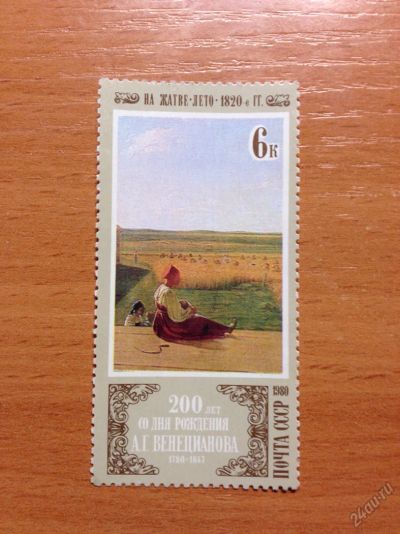 НА ЖАТВЕ·ЛЕТО·1820-е ГГ.
6к
200 ЛЕТ
СО ДНЯ РОЖДЕНИЯ
А.Г. ВЕНЕЦИАНОВА
1780-1847
1980
ПОЧТА СССР
24au.ru